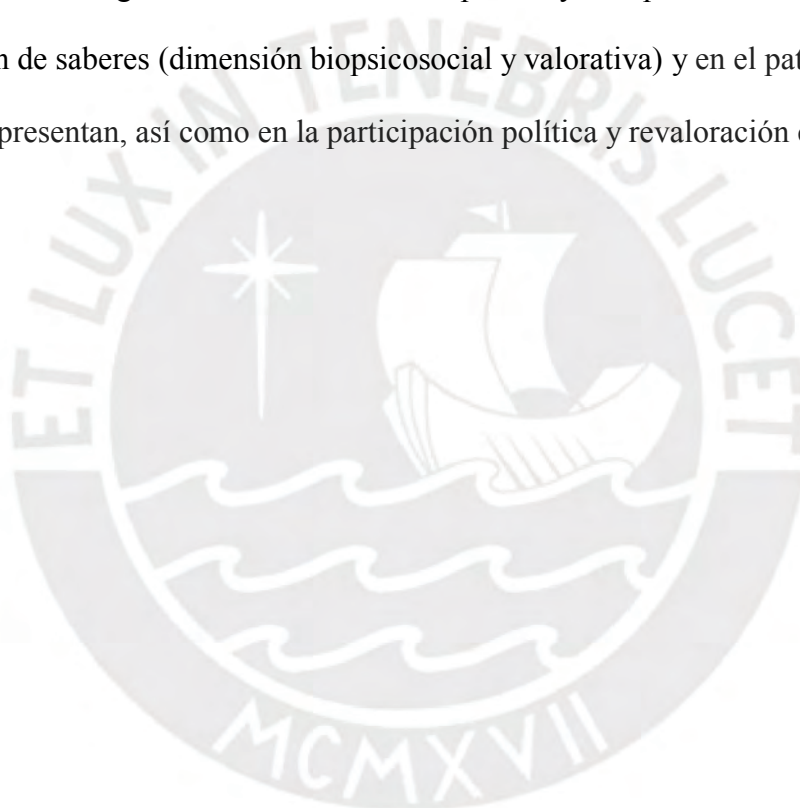 n de saberes (dimensión biopsicosocial y valorativa) y en el pat
presentan, así como en la participación política y revaloración
ET LUX IN TENEBRIS LUCET
MCMXVII